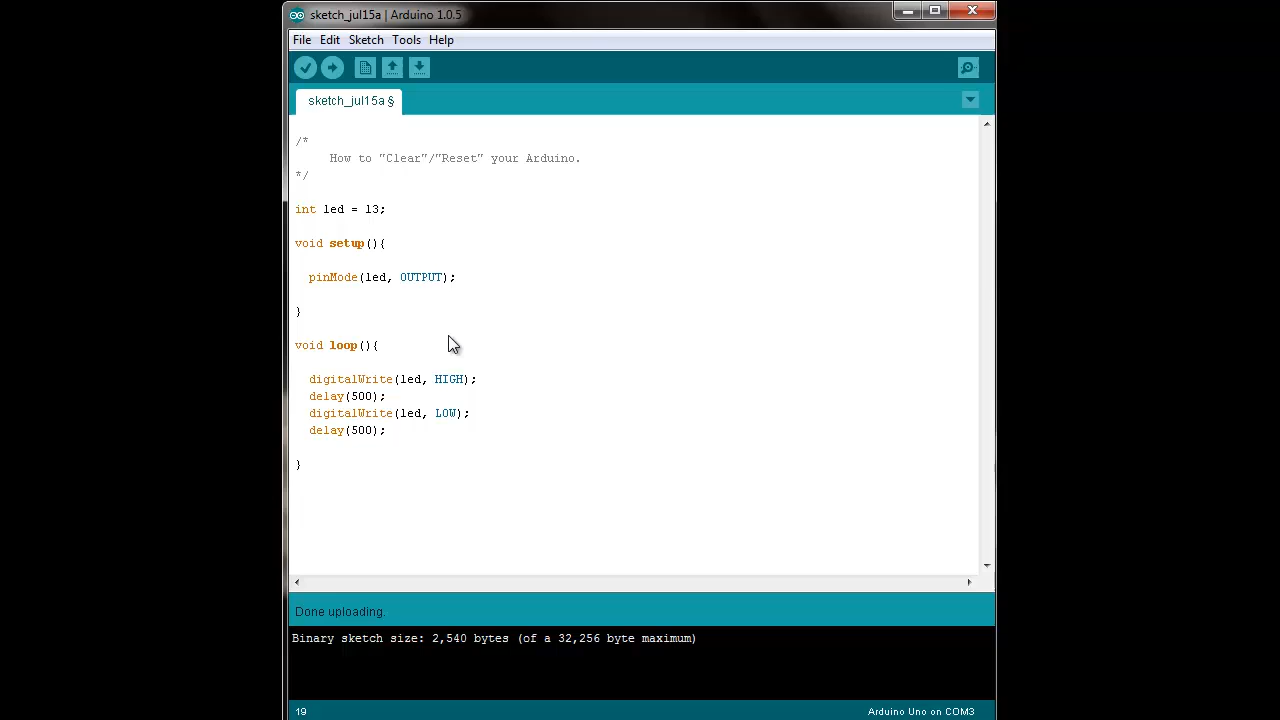 sketch_jul15a | Arduino 1.0.5
File Edit Sketch Tools Help
sketch_jul15a §
/*
How to "Clear"/"Reset" your Arduino.
*/
int led = 13;
void setup(){
pinMode(led, OUTPUT);
}
void loop(){
digitalWrite(led, HIGH);
delay(500);
digitalWrite(led, LOW);
delay(500);
}
Done uploading.
Binary sketch size: 2,540 bytes (of a 32,256 byte maximum)
19 Arduino Uno on COM3